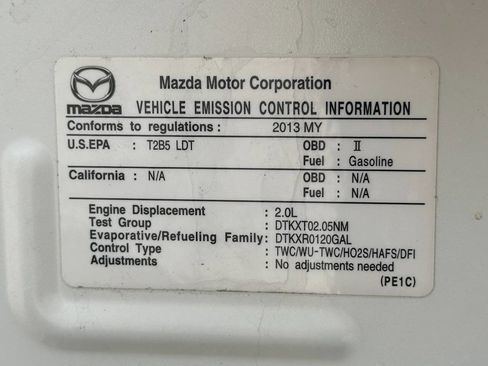 Mazda Motor Corporation
mazda VEHICLE EMISSION CONTROL INFORMATION
Conforms to regulations : 2013 MY
U.S.EPA : T2B5 LDT OBD : II
Fuel : Gasoline
California : N/A OBD : N/A
Fuel : N/A
Engine Displacement : 2.0L
Test Group : DTKXT02.05NM
Evaporative/Refueling Family : DTKXR0120GAL
Control Type : TWC/WU-TWC/HO2S/HAFS/DFI
Adjustments : No adjustments needed
(PE1C)